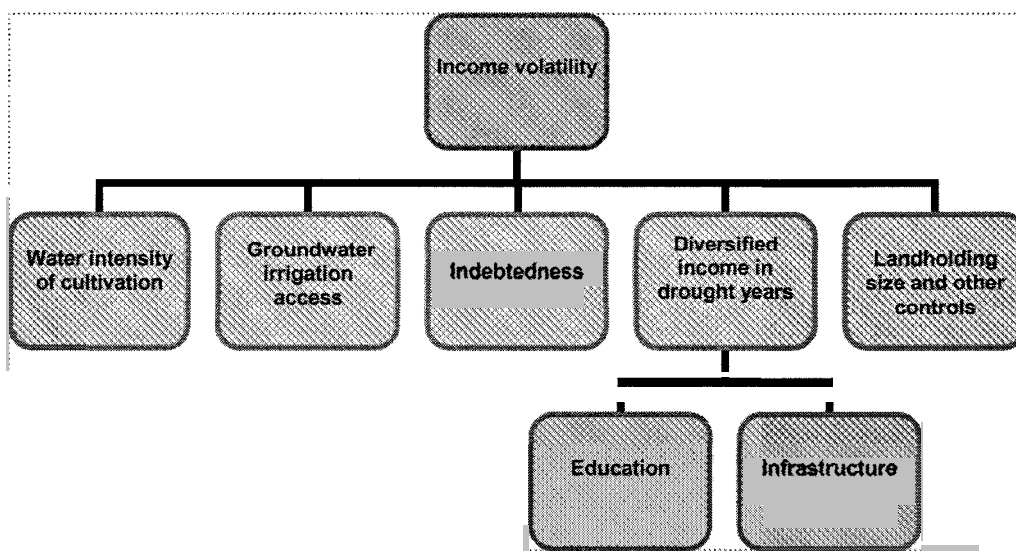 Income volatility
Water intensity
of cultivation
Groundwater
irrigation
access
Indebtedness
Diversified
income in
drought years
Landholding
size and other
controls
Education
Infrastructure